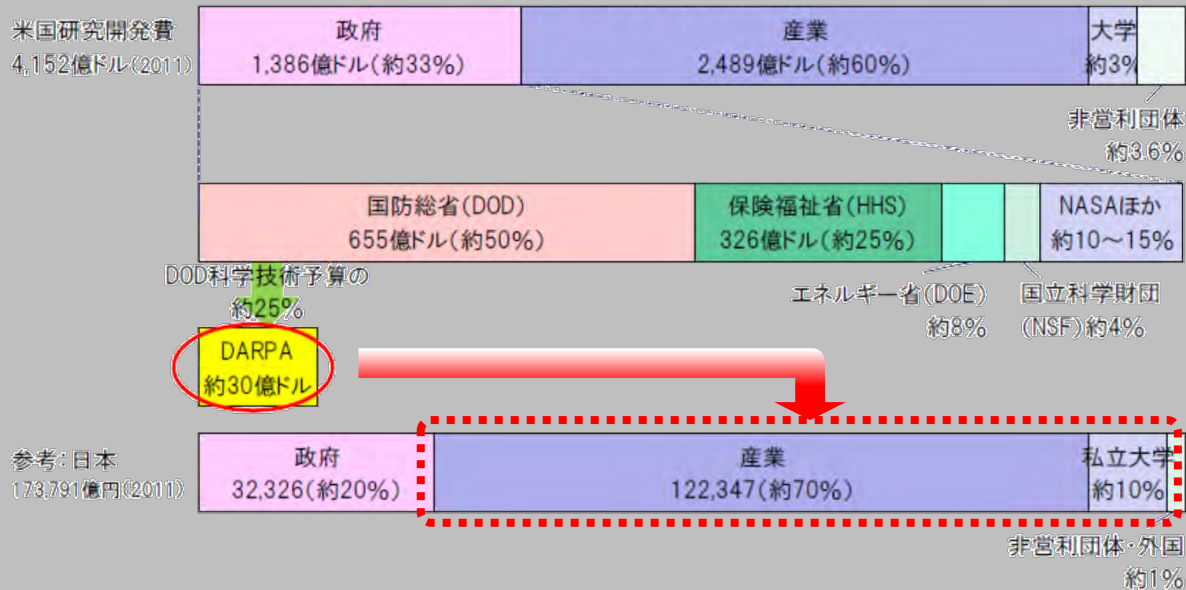 米国研究開発費
4,152億ドル(2011)
政府
1,386億ドル(約33%)
産業
2,489億ドル(約60%)
大学
約3%
非営利団体
約3.6%
国防総省(DOD)
655億ドル(約50%)
保険福祉省(HHS)
326億ドル(約25%)
NASAほか
約10～15%
エネルギー省(DOE)
約8%
国立科学財団
(NSF)約4%
DOD科学技術予算の
約25%
DARPA
約30億ドル
参考：日本
173,791億円(2011)
政府
32,326(約20%)
産業
122,347(約70%)
私立大学
約10%
非営利団体・外国
約1%